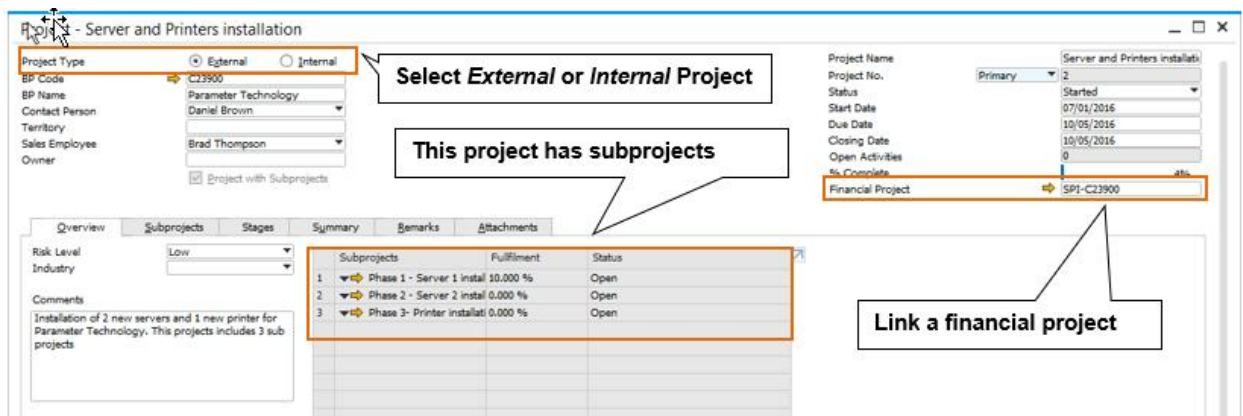 Project - Server and Printers installation
Project Type External Internal
BP Code C23900
BP Name Parameter Technology
Contact Person Daniel Brown
Territory
Sales Employee Brad Thompson
Owner
Project with Subprojects
Select External or Internal Project
This project has subprojects
Project Name Server and Printers installati
Project No. Primary 2
Status Started
Start Date 07/01/2016
Due Date 10/05/2016
Closing Date 10/05/2016
Open Activities 0
% Complete 4%
Financial Project SPI-C23900
Overview Subprojects Stages Summary Remarks Attachments
Risk Level Low
Industry
Comments
Installation of 2 new servers and 1 new printer for
Parameter Technology. This projects includes 3 sub
projects
Subprojects Fullfilment Status
1 Phase 1 - Server 1 instal 10.000 % Open
2 Phase 2 - Server 2 instal 0.000 % Open
3 Phase 3- Printer installati 0.000 % Open
Link a financial project